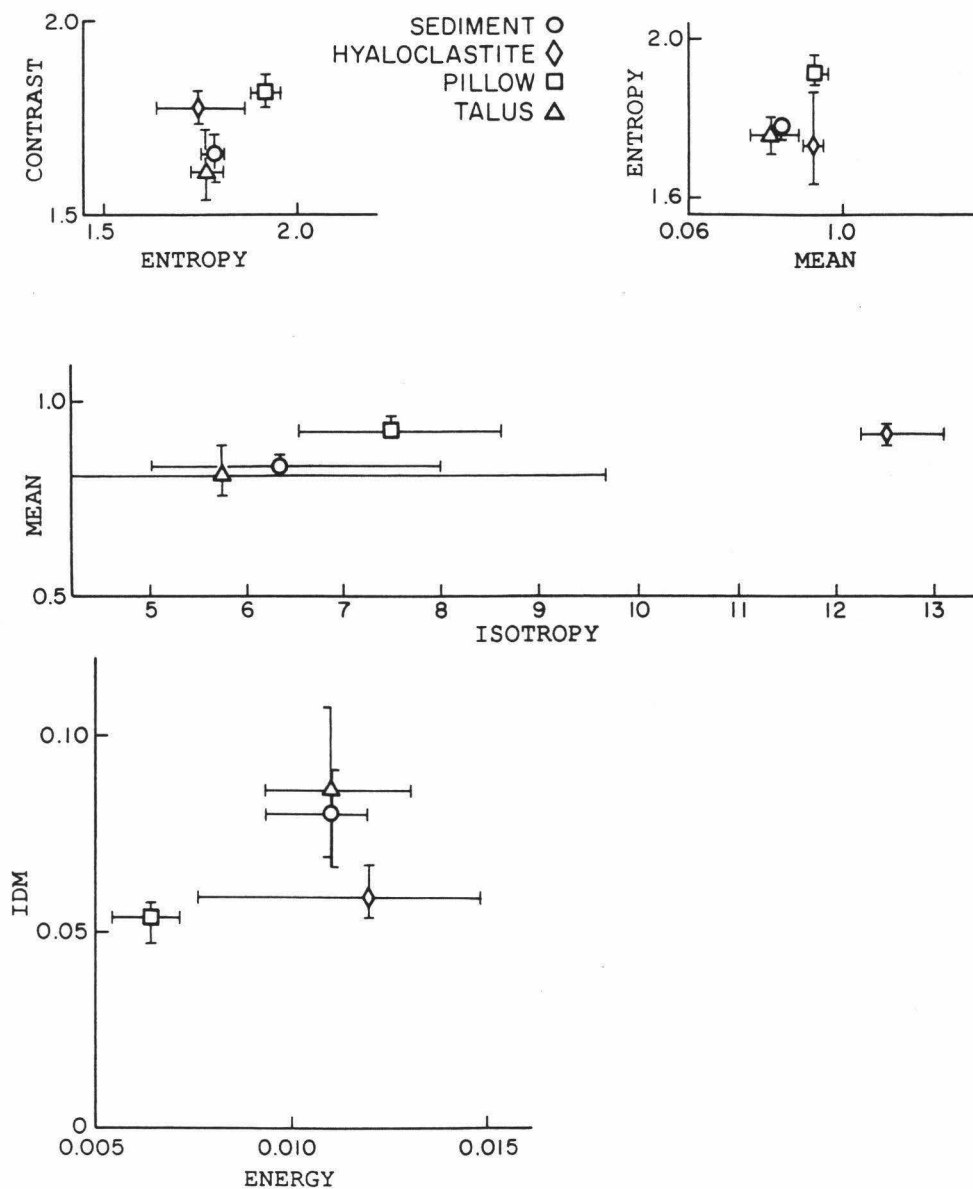 SEDIMENT
HYALOCLASTITE
PILLOW
TALUS
2.0
CONTRAST
1.5
1.5
2.0
ENTROPY
2.0
ENTROPY
1.6
0.06
1.0
MEAN
1.0
MEAN
0.5
5 6 7 8 9 10 11 12 13
ISOTROPY
0.10
IDM
0.05
0
0.005 0.010 0.015
ENERGY